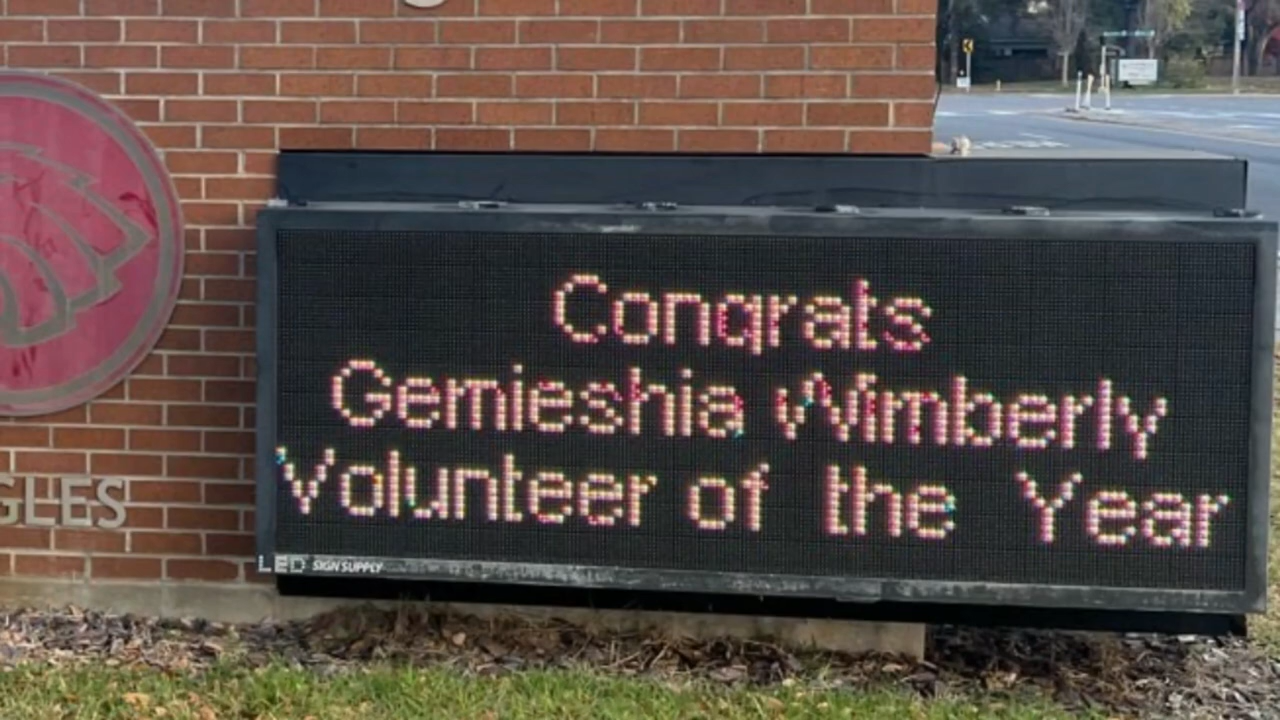 Congrats
Gemieshia Wimberly
Volunteer of the Year
GLES
LED SIGN SUPPLY